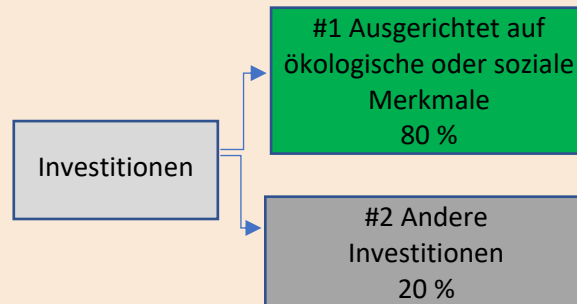 #1 Ausgerichtet auf
ökologische oder soziale
Merkmale
80 %
Investitionen
#2 Andere
Investitionen
20 %